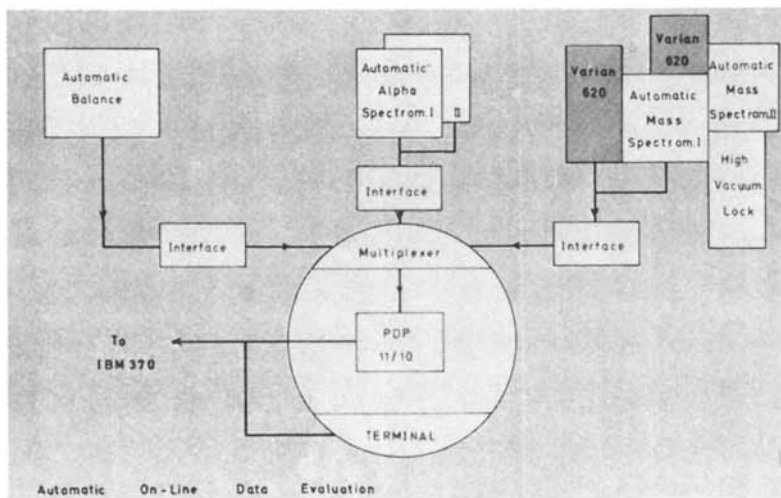 Automatic
Balance
Automatic
Alpha
Spectrom. I
II
Varian
620
Varian
620
Automatic
Mass
Spectrom. I
Automatic
Mass
Spectrom. II
High
Vacuum
Lock
Interface
Interface
Interface
Multiplexer
PDP
11/10
To
IBM 370
TERMINAL
Automatic On-Line Data Evaluation